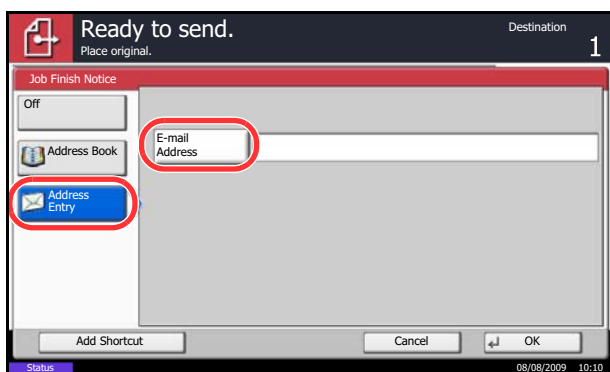 Ready to send.
Destination
Place original.
1
Job Finish Notice
Off
Address Book
E-mail
Address
Address
Entry
Add Shortcut
Cancel
OK
Status
08/08/2009 10:10